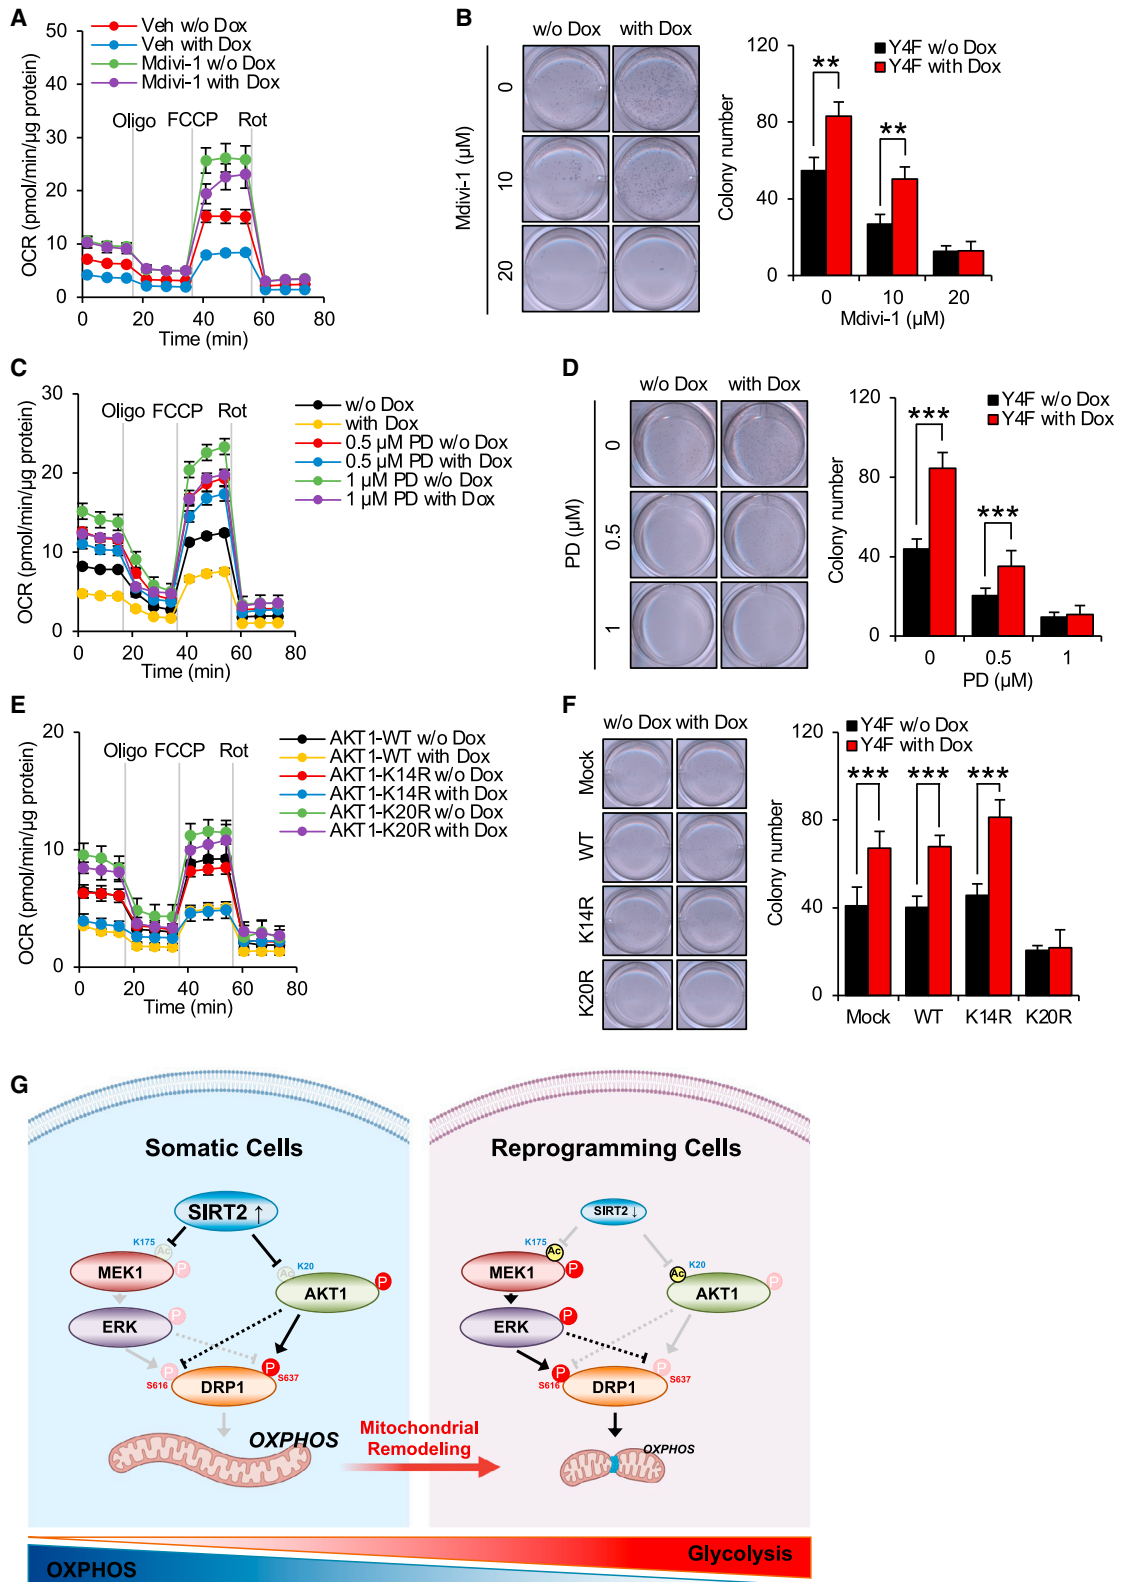 A
Veh w/o Dox
Veh with Dox
Mdivi-1 w/o Dox
Mdivi-1 with Dox
Oligo FCCP Rot
OCR (pmol/min/μg protein)
50
40
30
20
10
0
0 20 40 60 80
Time (min)
B
w/o Dox with Dox
Mdivi-1 (μM)
0
10
20
Y4F w/o Dox
Y4F with Dox
Colony number
120
80
40
0
** **
0 10 20
Mdivi-1 (μM)
C
Oligo FCCP Rot
w/o Dox
with Dox
0.5 μM PD w/o Dox
0.5 μM PD with Dox
1 μM PD w/o Dox
1 μM PD with Dox
OCR (pmol/min/μg protein)
30
20
10
0
0 20 40 60 80
Time (min)
D
w/o Dox with Dox
PD (μM)
0
0.5
1
Y4F w/o Dox
Y4F with Dox
Colony number
120
80
40
0
*** ***
0 0.5 1
PD (μM)
E
Oligo FCCP Rot
AKT1-WT w/o Dox
AKT1-WT with Dox
AKT1-K14R w/o Dox
AKT1-K14R with Dox
AKT1-K20R w/o Dox
AKT1-K20R with Dox
OCR (pmol/min/μg protein)
20
10
0
0 20 40 60 80
Time (min)
F
w/o Dox with Dox
Mock
WT
K14R
K20R
Y4F w/o Dox
Y4F with Dox
Colony number
120
80
40
0
*** *** ***
Mock WT K14R K20R
G
Somatic Cells
SIRT2 ↑
K175
Ac
K20
Ac
MEK1
P
AKT1
P
ERK
P
P
P
S616
S637
DRP1
OXPHOS
Mitochondrial
Remodeling
Reprogramming Cells
SIRT2 ↓
K175
Ac
K20
Ac
MEK1
P
AKT1
P
ERK
P
P
P
S616
S637
DRP1
OXPHOS
Glycolysis
OXPHOS